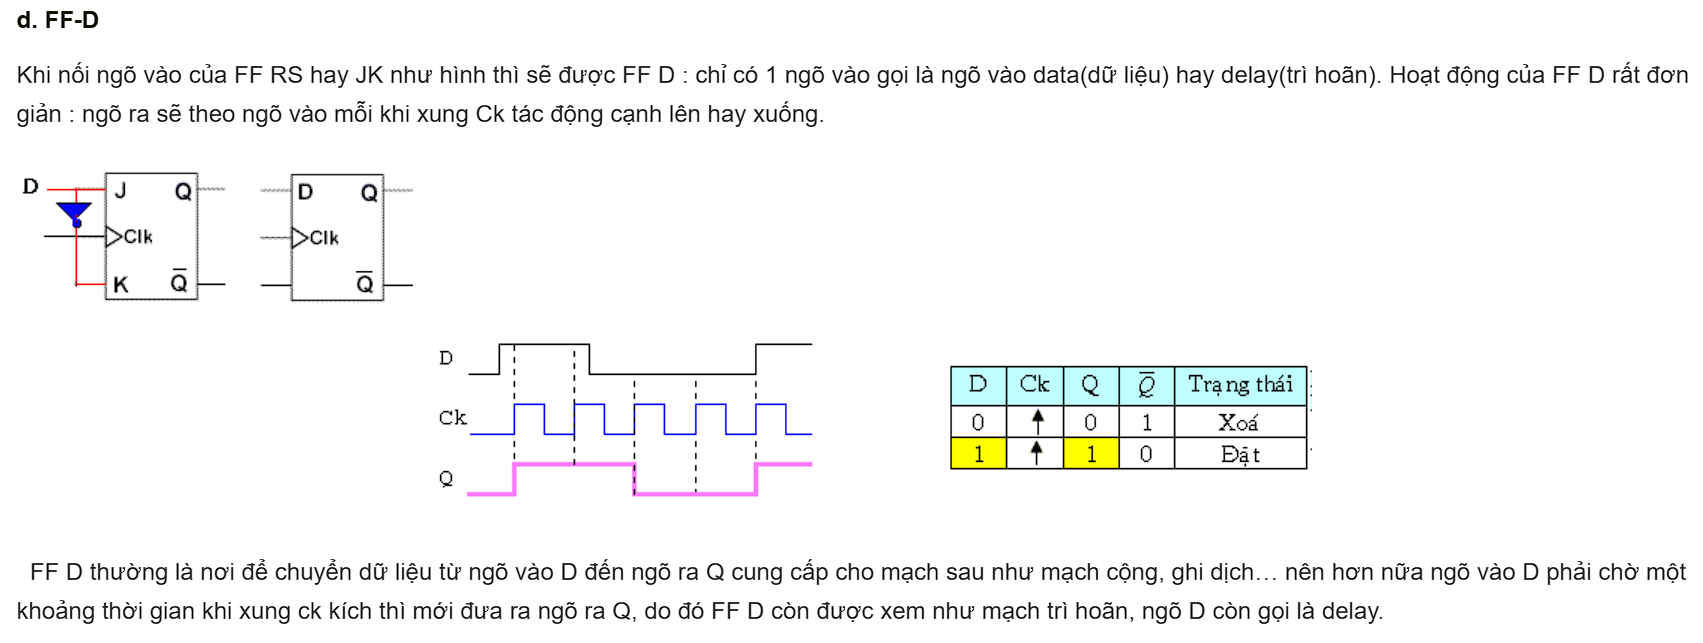 d. FF-D
Khi nối ngõ vào của FF RS hay JK như hình thì sẽ được FF D : chỉ có 1 ngõ vào gọi là ngõ vào data(dữ liệu) hay delay(trì hoãn). Hoạt động của FF D rất đơn
giản : ngõ ra sẽ theo ngõ vào mỗi khi xung Ck tác động cạnh lên hay xuống.
D J Q D Q
Clk Clk
K Q̅ Q̅
D
Ck
Q
D Ck Q Q̅ Trạng thái
0 ↑ 0 1 Xoá
1 ↑ 1 0 Đặt
FF D thường là nơi để chuyển dữ liệu từ ngõ vào D đến ngõ ra Q cung cấp cho mạch sau như mạch cộng, ghi dịch… nên hơn nữa ngõ vào D phải chờ một
khoảng thời gian khi xung ck kích thì mới đưa ra ngõ ra Q, do đó FF D còn được xem như mạch trì hoãn, ngõ D còn gọi là delay.